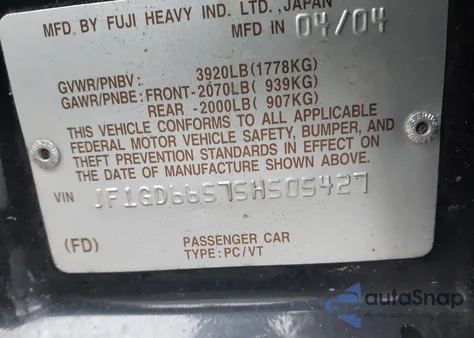 MFD. BY FUJI HEAVY IND. LTD., JAPAN
MFD IN 04/04
GVWR/PNBV : 3920LB(1778KG)
GAWR/PNBE: FRONT-2070LB( 939KG)
REAR -2000LB( 907KG)
THIS VEHICLE CONFORMS TO ALL APPLICABLE
FEDERAL MOTOR VEHICLE SAFETY, BUMPER, AND
THEFT PREVENTION STANDARDS IN EFFECT ON
THE DATE OF MANUFACTURE SHOWN ABOVE.
VIN JF1GD66575H505427
(FD) PASSENGER CAR
TYPE: PC/VT
autoSnap